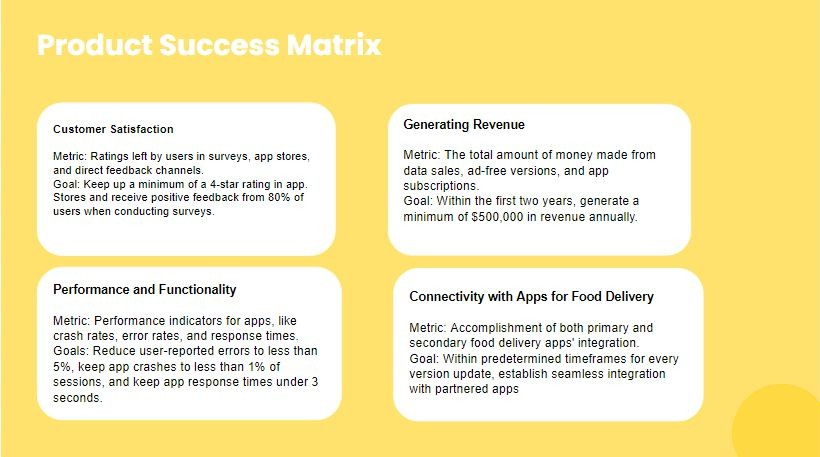 Product Success Matrix
Customer Satisfaction
Metric: Ratings left by users in surveys, app stores,
and direct feedback channels.
Goal: Keep up a minimum of a 4-star rating in app.
Stores and receive positive feedback from 80% of
users when conducting surveys.
Generating Revenue
Metric: The total amount of money made from
data sales, ad-free versions, and app
subscriptions.
Goal: Within the first two years, generate a
minimum of $500,000 in revenue annually.
Performance and Functionality
Metric: Performance indicators for apps, like
crash rates, error rates, and response times.
Goals: Reduce user-reported errors to less than
5%, keep app crashes to less than 1% of
sessions, and keep app response times under 3
seconds.
Connectivity with Apps for Food Delivery
Metric: Accomplishment of both primary and
secondary food delivery apps' integration.
Goal: Within predetermined timeframes for every
version update, establish seamless integration
with partnered apps